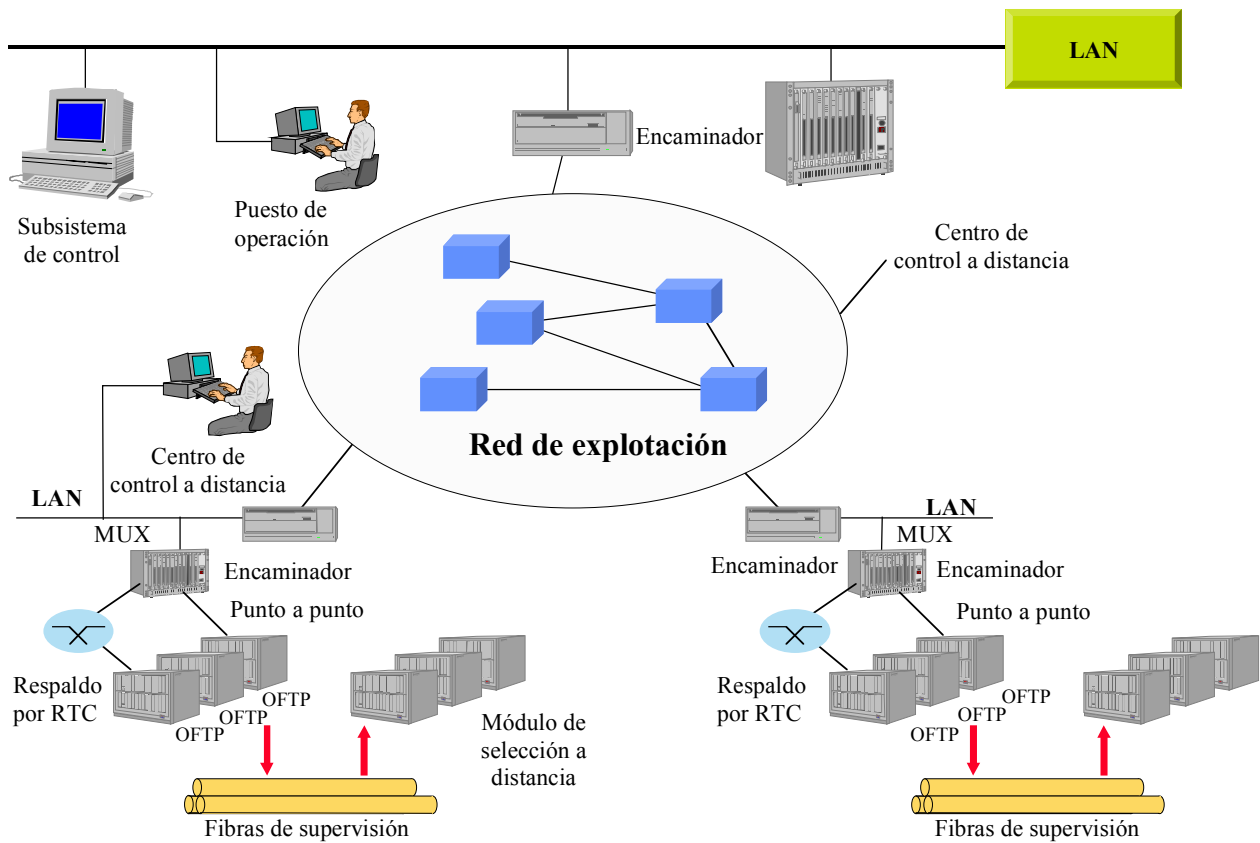 LAN
Encaminador
Subsistema
de control
Puesto de
operación
Centro de
control a distancia
Red de explotación
Centro de
control a distancia
LAN
MUX
Encaminador
Punto a punto
Respaldo
por RTC
OFTP
OFTP
OFTP
Módulo de
selección a
distancia
Fibras de supervisión
LAN
MUX
Encaminador
Encaminador
Punto a punto
Respaldo
por RTC
OFTP
OFTP
OFTP
Fibras de supervisión